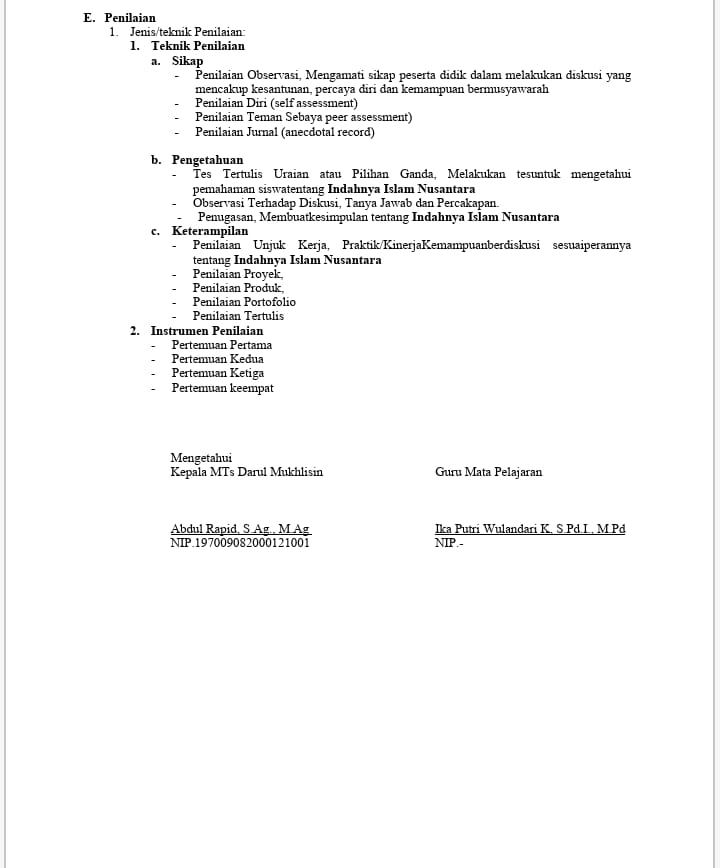 E. Penilaian
1. Jenis/teknik Penilaian:
1. Teknik Penilaian
a. Sikap
- Penilaian Observasi, Mengamati sikap peserta didik dalam melakukan diskusi yang
mencakup kesantunan, percaya diri dan kemampuan bermusyawarah
- Penilaian Diri (self assessment)
- Penilaian Teman Sebaya peer assessment)
- Penilaian Jurnal (anecdotal record)
b. Pengetahuan
- Tes Tertulis Uraian atau Pilihan Ganda, Melakukan tesuntuk mengetahui
pemahaman siswatentang Indahnya Islam Nusantara
- Observasi Terhadap Diskusi, Tanya Jawab dan Percakapan.
- Penugasan, Membuatkesimpulan tentang Indahnya Islam Nusantara
c. Keterampilan
- Penilaian Unjuk Kerja, Praktik/KinerjaKemampuanberdiskusi sesuaiperannya
tentang Indahnya Islam Nusantara
- Penilaian Proyek,
- Penilaian Produk,
- Penilaian Portofolio
- Penilaian Tertulis
2. Instrumen Penilaian
- Pertemuan Pertama
- Pertemuan Kedua
- Pertemuan Ketiga
- Pertemuan keempat
Mengetahui
Kepala MTs Darul Mukhlisin Guru Mata Pelajaran
Abdul Rapid, S.Ag., M.Ag Ika Putri Wulandari K, S.Pd.I., M.Pd
NIP.197009082000121001 NIP.-